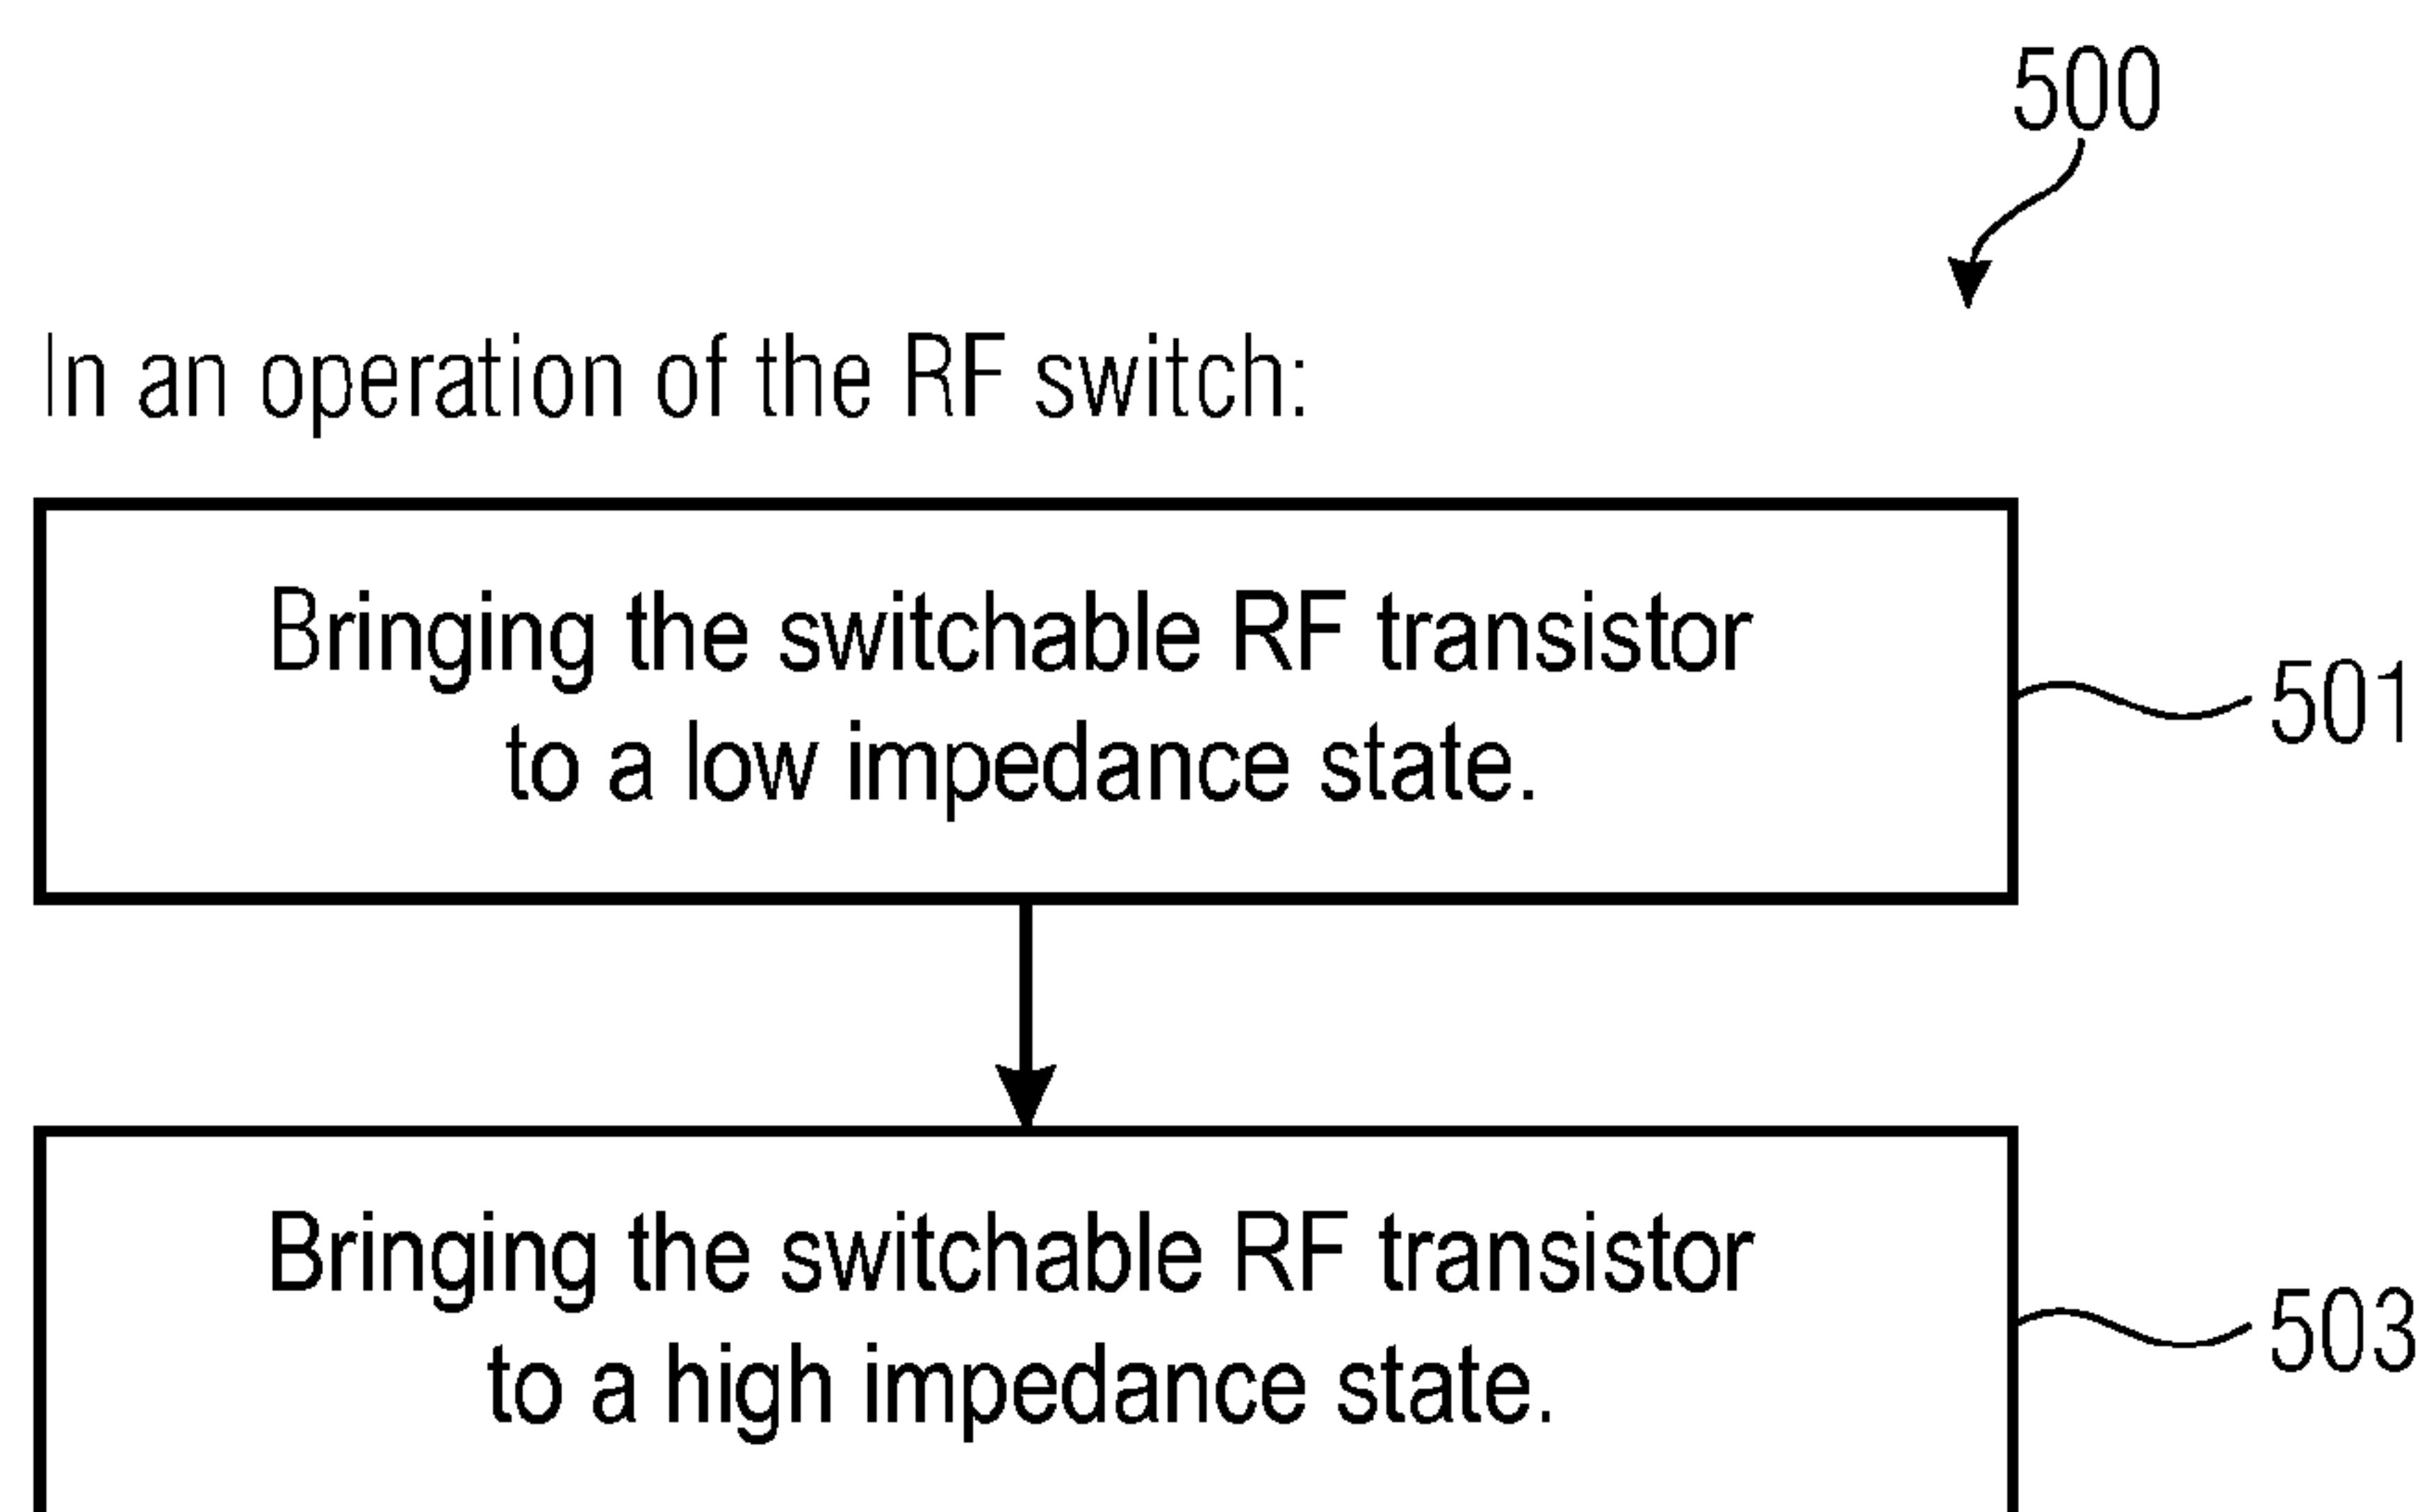 500
In an operation of the RF switch:
Bringing the switchable RF transistor
to a low impedance state.
501
Bringing the switchable RF transistor
to a high impedance state.
503